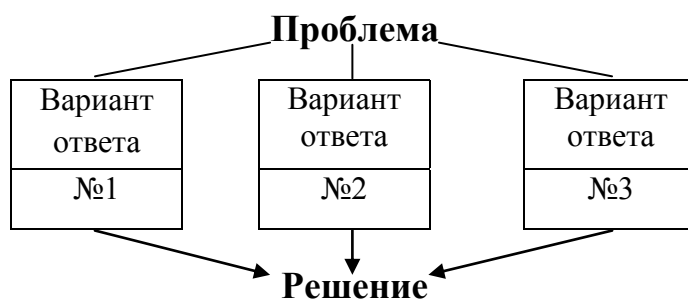 Проблема
Вариант
ответа
№1
Вариант
ответа
№2
Вариант
ответа
№3
Решение